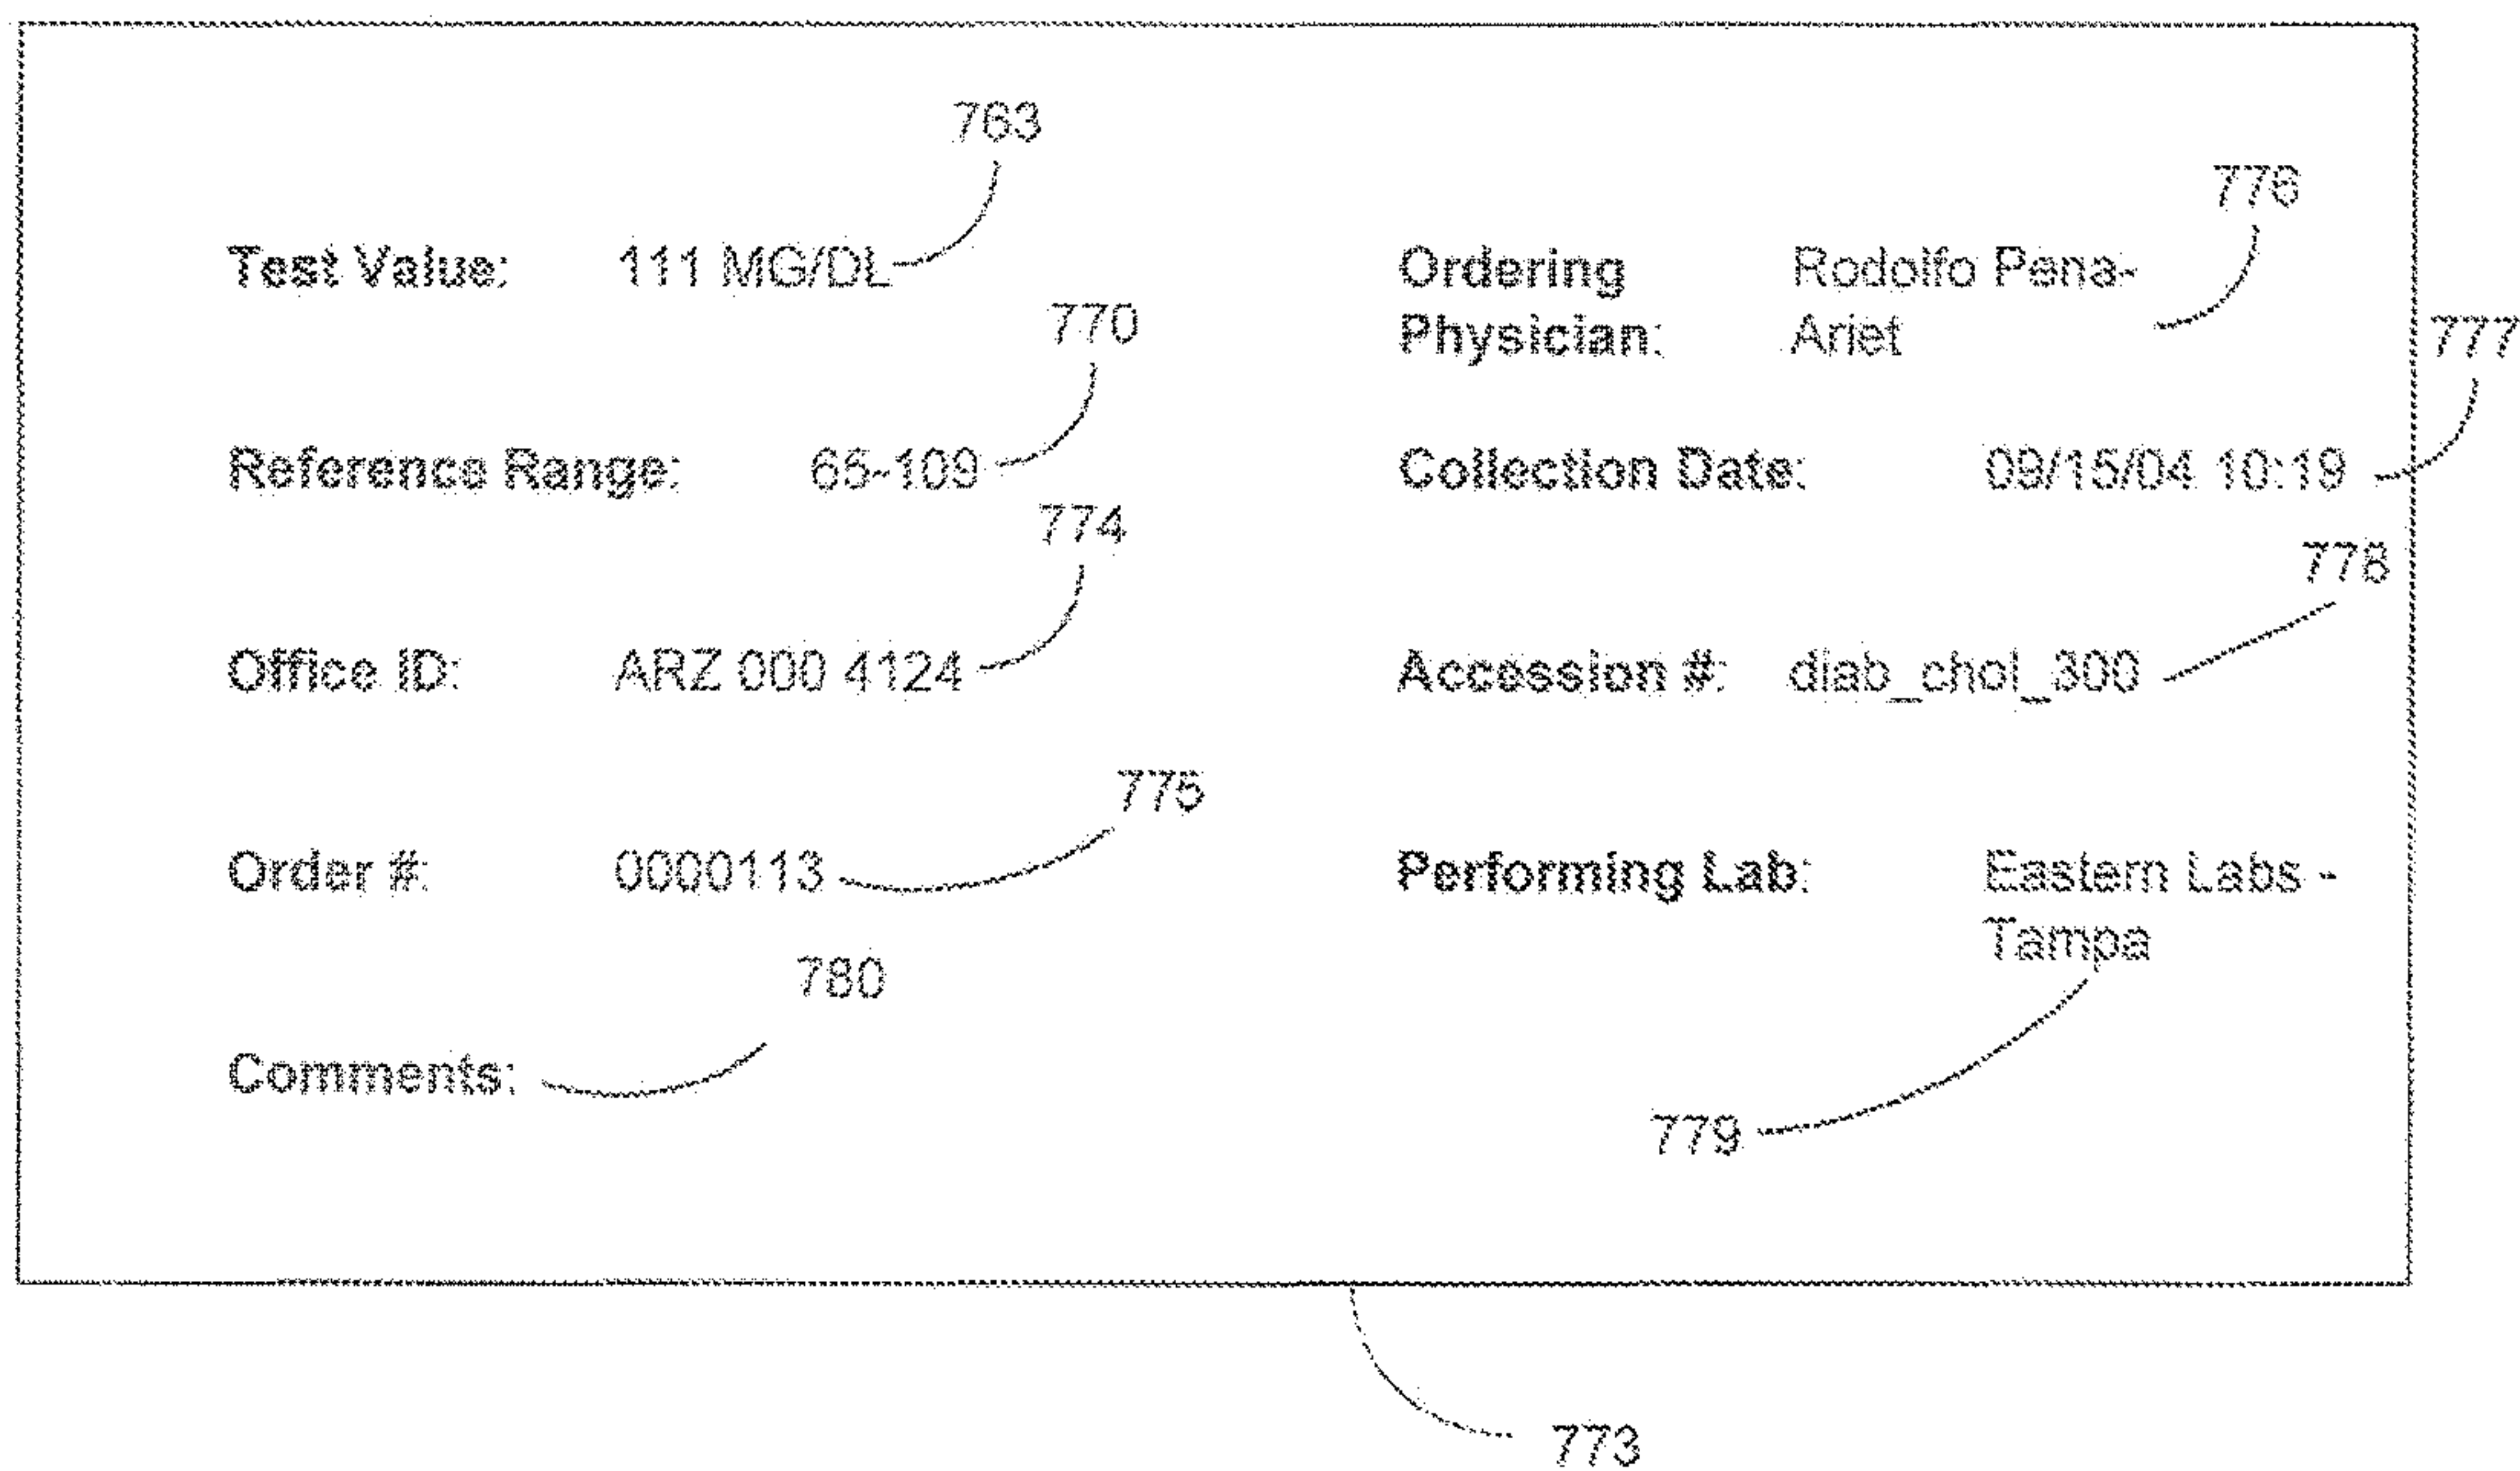 763
776
Test Value: 111 MG/DL
Ordering Rodolfo Pena-
Physician: Ariet
770
777
Reference Range: 65-109
Collection Date: 09/15/04 10:19
774
778
Office ID: ARZ 000 4124
Accession #: diab_chol_300
775
Order #: 0000113
Performing Lab: Eastern Labs -
Tampa
780
Comments:
779
773